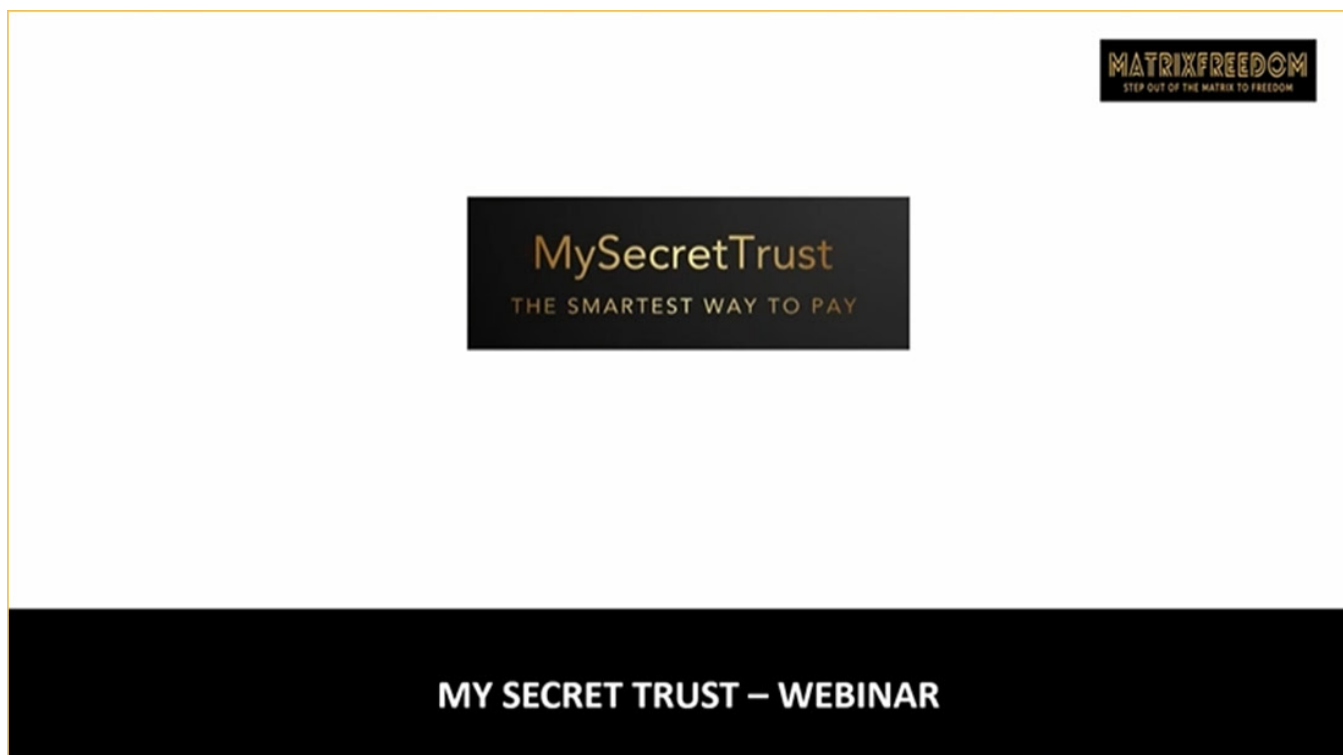 MATRIXFREEDOM
STEP OUT OF THE MATRIX TO FREEDOM
MySecretTrust
THE SMARTEST WAY TO PAY
MY SECRET TRUST – WEBINAR